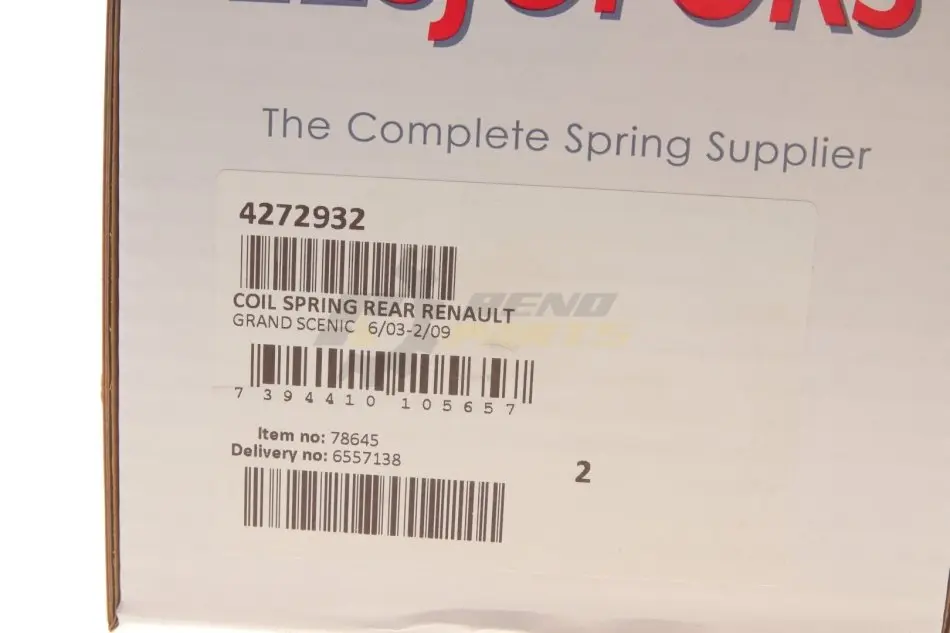 The Complete Spring Supplier
4272932
COIL SPRING REAR RENAULT
GRAND SCENIC 6/03-2/09
7 394410 105657
Item no: 78645
Delivery no: 6557138
2